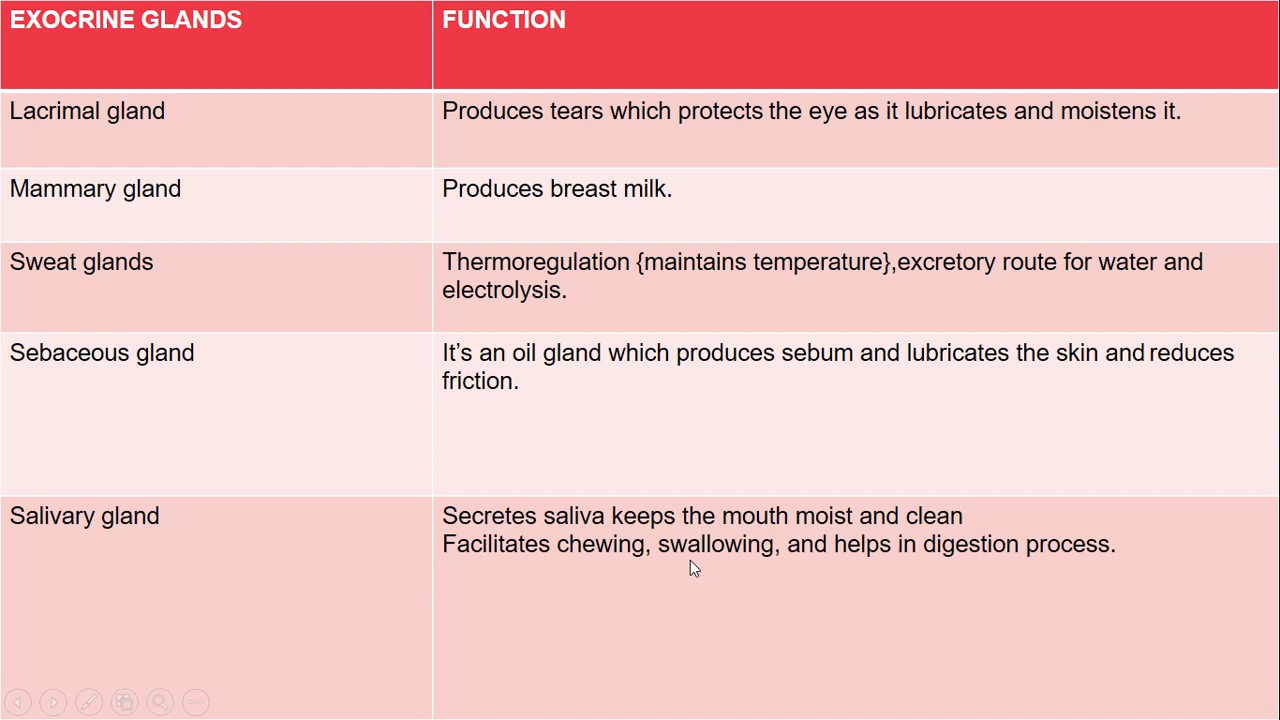 EXOCRINE GLANDS
FUNCTION
Lacrimal gland
Produces tears which protects the eye as it lubricates and moistens it.
Mammary gland
Produces breast milk.
Sweat glands
Thermoregulation {maintains temperature},excretory route for water and
electrolysis.
Sebaceous gland
It’s an oil gland which produces sebum and lubricates the skin and reduces
friction.
Salivary gland
Secretes saliva keeps the mouth moist and clean
Facilitates chewing, swallowing, and helps in digestion process.